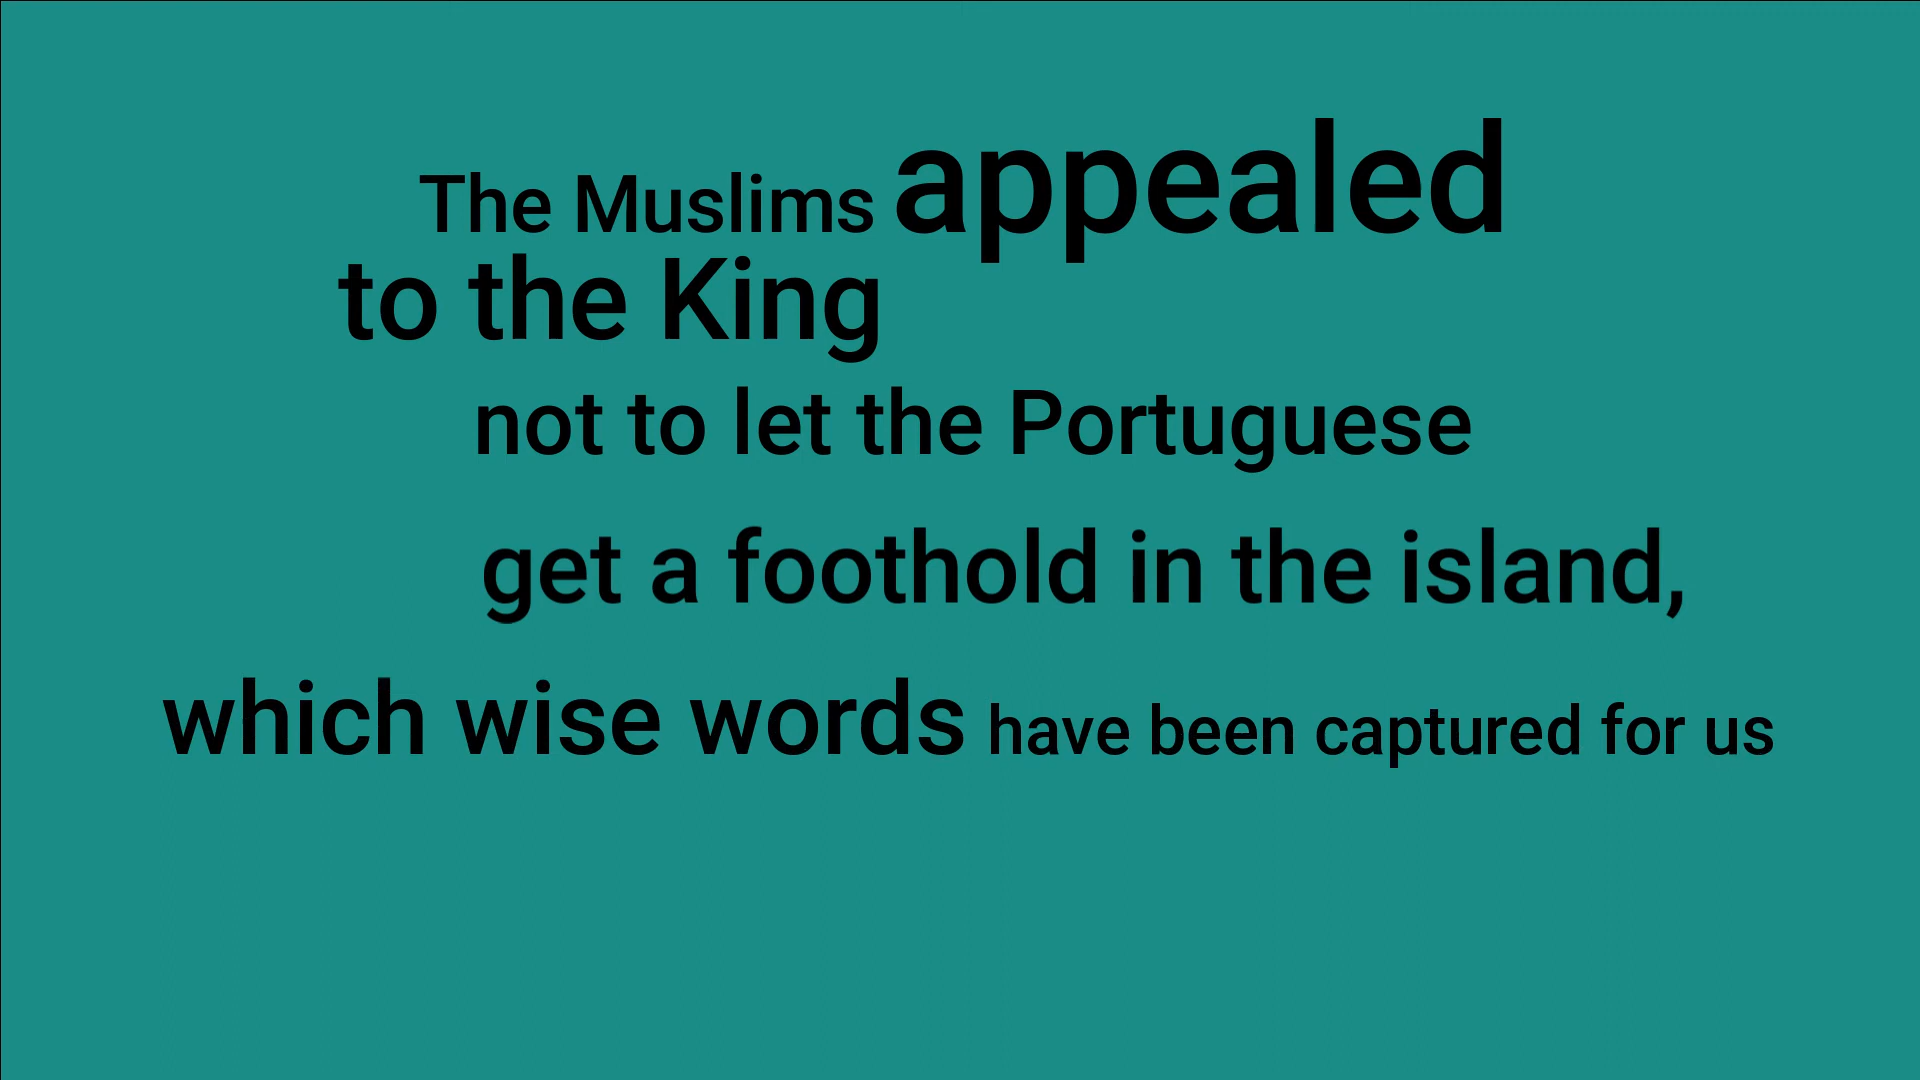 The Muslims appealed
to the King
not to let the Portuguese
get a foothold in the island,
which wise words have been captured for us